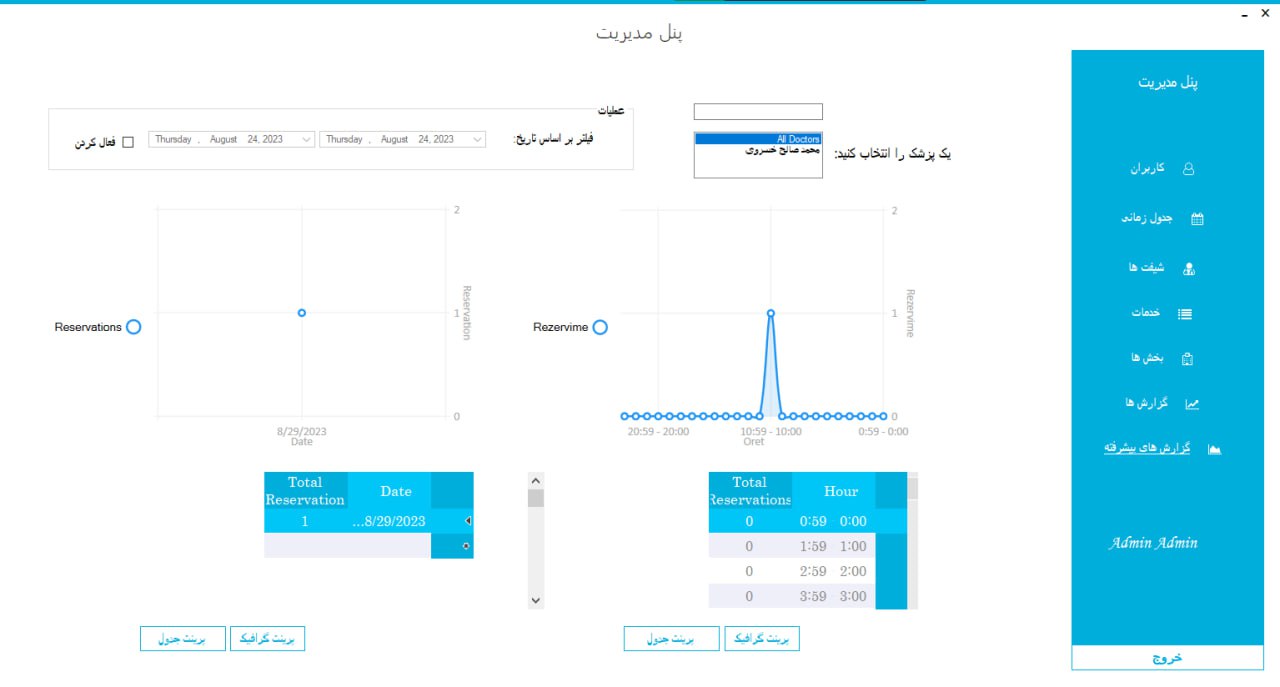 پنل مدیریت
پنل مدیریت
کاربران
جدول زمانی
شیفت ها
خدمات
بخش ها
گزارش ها
گزارش های پیشرفته
Admin Admin
خروج
یک پزشک را انتخاب کنید:
All Doctors
محمد صالح خسروی
عملیات
فیلتر بر اساس تاریخ:
Thursday , August 24, 2023
Thursday , August 24, 2023
فعال کردن
2
1
0
Rezervime
Rezervime
20:59 - 20:00
10:59 - 10:00
0:59 - 0:00
Oret
2
1
0
Reservation
Reservations
8/29/2023
Date
Total Reservations
Hour
0
0:59 0:00
0
1:59 1:00
0
2:59 2:00
0
3:59 3:00
Total Reservation
Date
1
...8/29/2023
پرینت گرافیک
پرینت جدول
پرینت گرافیک
پرینت جدول